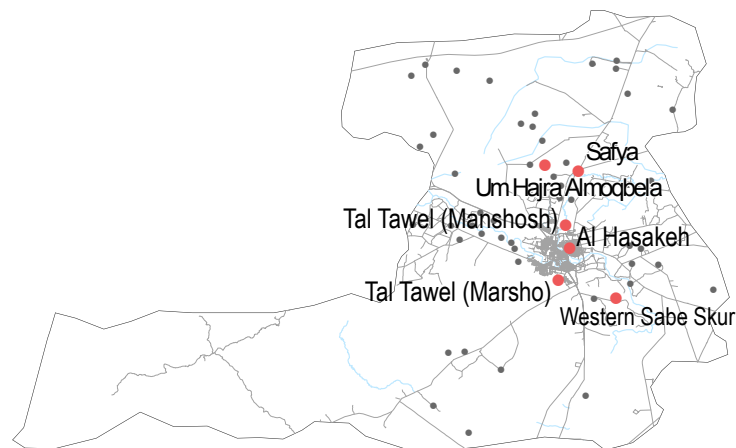 Safya
Um Hajra Almoqbela
Tal Tawel (Manshosh)
Al Hasakeh
Tal Tawel (Marsho)
Western Sabe Skur